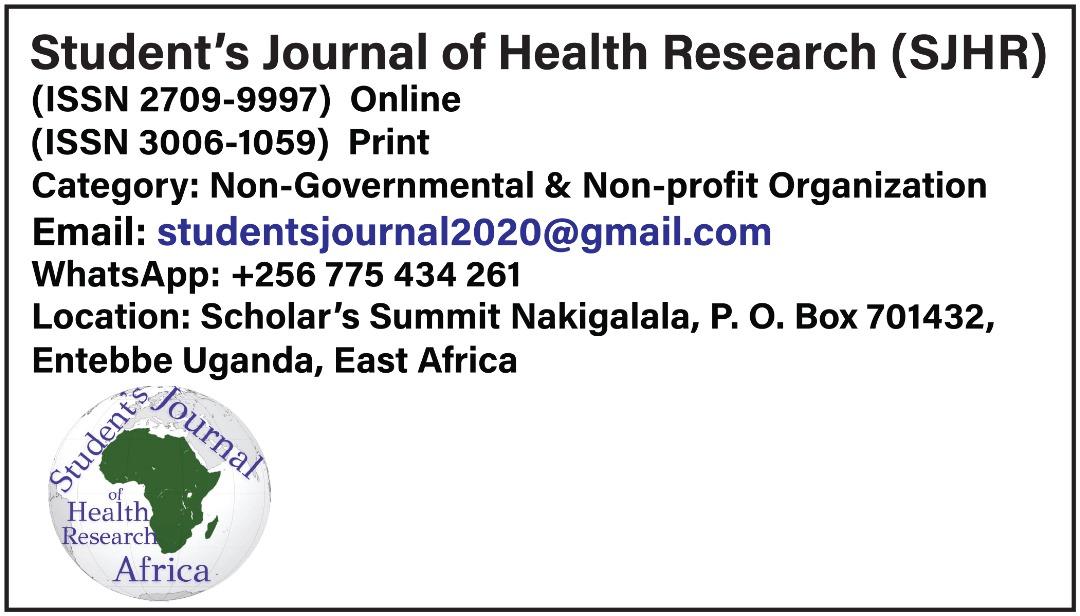 Student’s Journal of Health Research (SJHR)
(ISSN 2709-9997) Online
(ISSN 3006-1059) Print
Category: Non-Governmental & Non-profit Organization
Email: studentsjournal2020@gmail.com
WhatsApp: +256 775 434 261
Location: Scholar’s Summit Nakigalala, P. O. Box 701432,
Entebbe Uganda, East Africa
Student's Journal
of
Health
Research
Africa